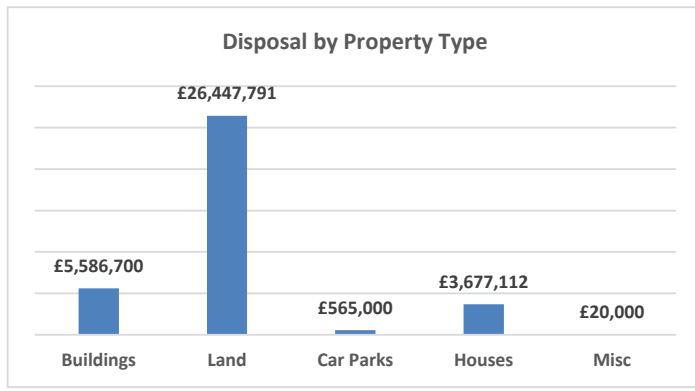 Disposal by Property Type
£26,447,791
£5,586,700
£565,000
£3,677,112
£20,000
Buildings
Land
Car Parks
Houses
Misc